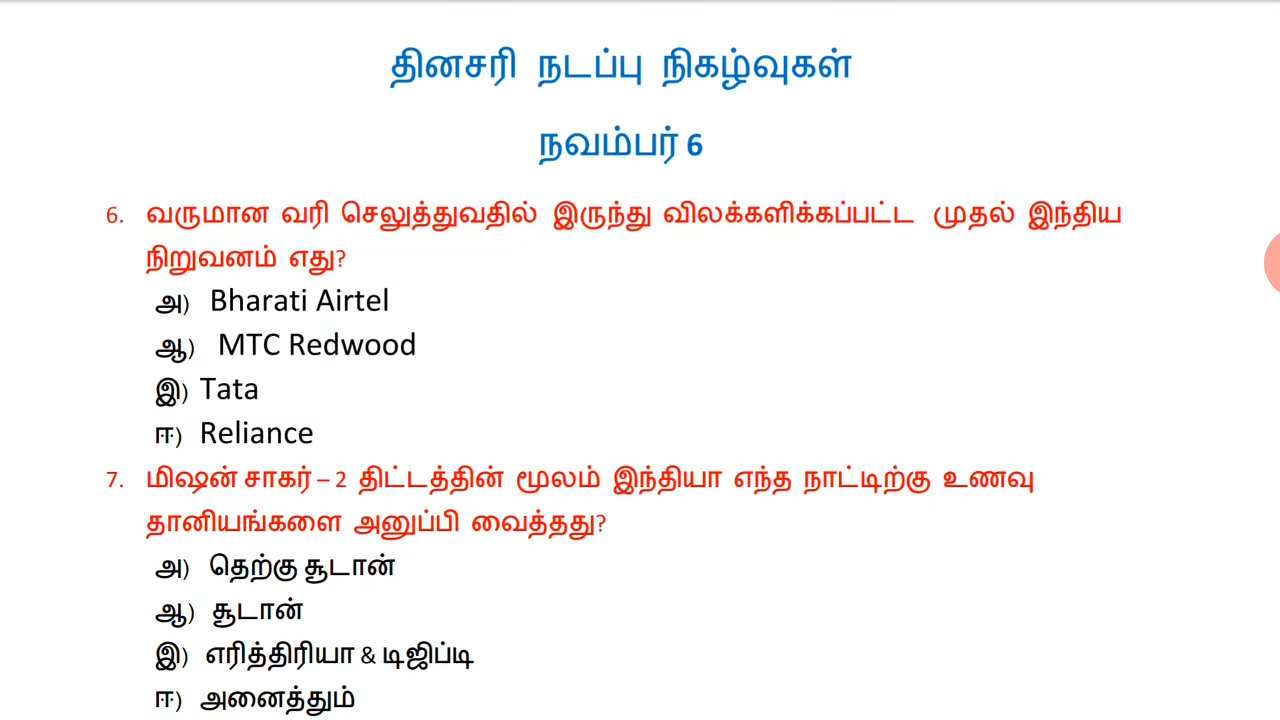 தினசரி நடப்பு நிகழ்வுகள்
நவம்பர் 6
6. வருமான வரி செலுத்துவதில் இருந்து விலக்களிக்கப்பட்ட முதல் இந்திய
நிறுவனம் எது?
அ) Bharati Airtel
ஆ) MTC Redwood
இ) Tata
ஈ) Reliance
7. மிஷன் சாகர் – 2 திட்டத்தின் மூலம் இந்தியா எந்த நாட்டிற்கு உணவு
தானியங்களை அனுப்பி வைத்தது?
அ) தெற்கு சூடான்
ஆ) சூடான்
இ) எரித்திரியா & டிஜிப்டி
ஈ) அனைத்தும்